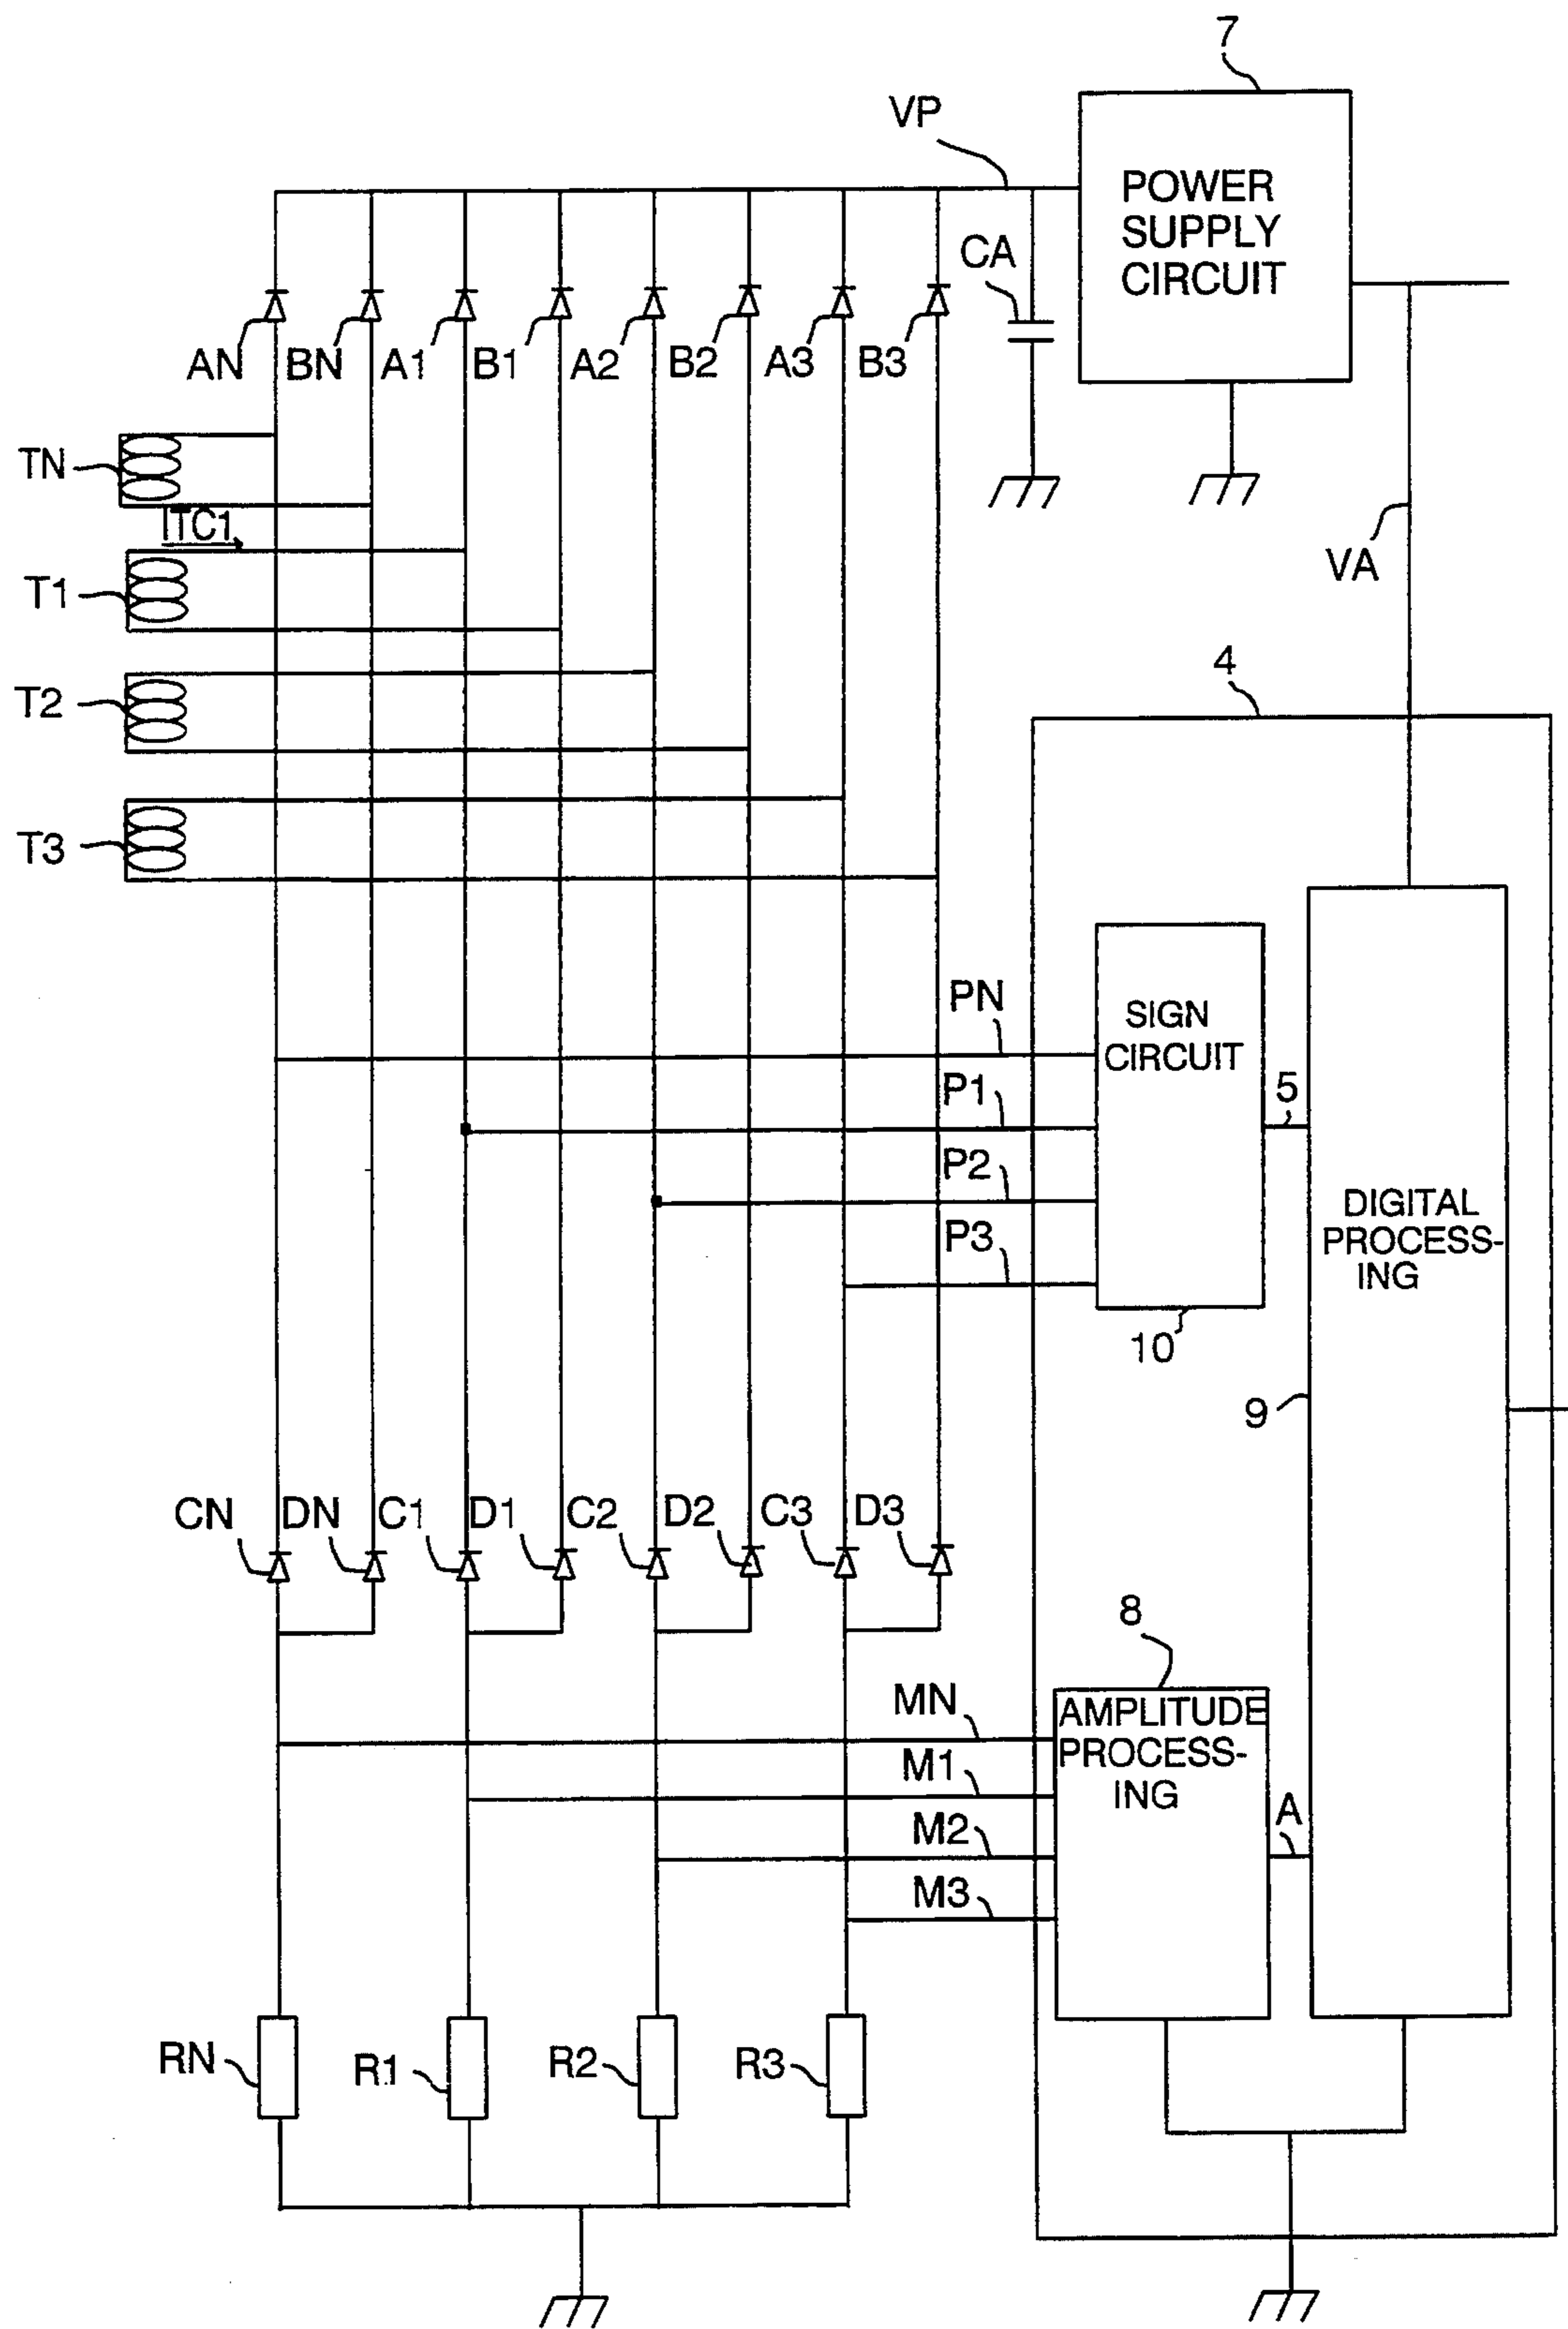 7
VP
POWER
SUPPLY
CIRCUIT
CA
AN BN A1 B1 A2 B2 A3 B3
TN
ITC1
T1
VA
T2
4
T3
PN
SIGN
CIRCUIT
P1
5
P2
DIGITAL
PROCESS-
ING
P3
10
9
CN DN C1 D1 C2 D2 C3 D3
8
MN
AMPLITUDE
PROCESS-
ING
M1
A
M2
M3
RN R1 R2 R3